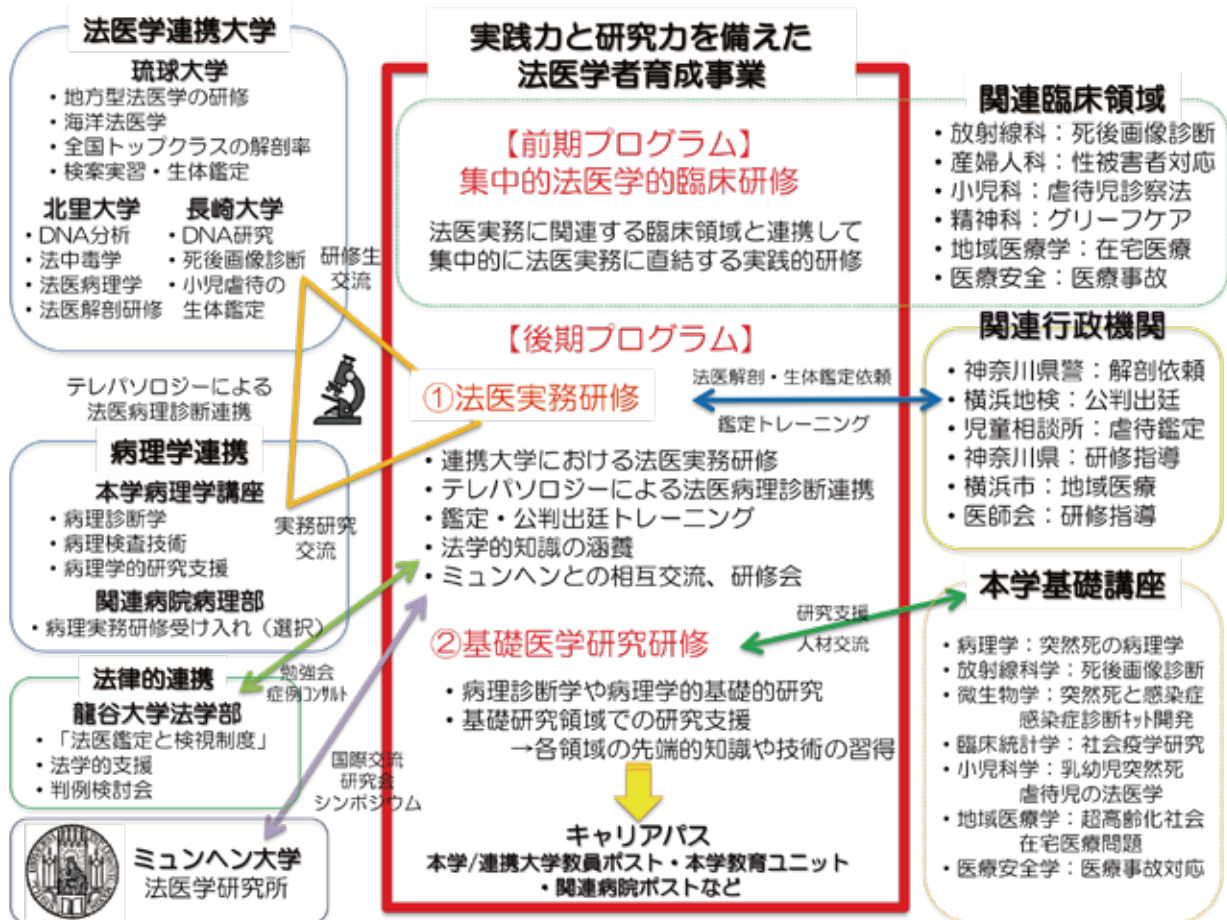 法医学連携大学
琉球大学
・地方型法医学の研修
・海洋法医学
・全国トップクラスの解剖率
・検案実習・生体鑑定
北里大学
・DNA分析
・法中毒学
・法医病理学
・法医解剖研修
長崎大学
・DNA研究
・死後画像診断
・小児虐待の
生体鑑定
研修生
交流
テレパソロジーによる
法医病理診断連携
病理学連携
本学病理学講座
・病理診断学
・病理検査技術
・病理学的研究支援
関連病院病理部
・病理実務研修受け入れ（選択）
実務研究
交流
法律的連携
龍谷大学法学部
・「法医鑑定と検視制度」
・法学的支援
・判例検討会
勉強会
症例ｺﾝｻﾙﾄ
国際交流
研究会
シンポジウム
ミュンヘン大学
法医学研究所
実践力と研究力を備えた
法医学者育成事業
【前期プログラム】
集中的法医学的臨床研修
法医実務に関連する臨床領域と連携して
集中的に法医実務に直結する実践的研修
【後期プログラム】
①法医実務研修
・連携大学における法医実務研修
・テレパソロジーによる法医病理診断連携
・鑑定・公判出廷トレーニング
・法学的知識の涵養
・ミュンヘンとの相互交流、研修会
②基礎医学研究研修
・病理診断学や病理学的基礎的研究
・基礎研究領域での研究支援
→各領域の先端的知識や技術の習得
キャリアパス
本学/連携大学教員ポスト・本学教育ユニット
・関連病院ポストなど
法医解剖・生体鑑定依頼
鑑定トレーニング
研究支援
人材交流
関連臨床領域
・放射線科：死後画像診断
・産婦人科：性被害者対応
・小児科：虐待児診察法
・精神科：グリーフケア
・地域医療学：在宅医療
・医療安全：医療事故
関連行政機関
・神奈川県警：解剖依頼
・横浜地検：公判出廷
・児童相談所：虐待鑑定
・神奈川県：研修指導
・横浜市：地域医療
・医師会：研修指導
本学基礎講座
・病理学：突然死の病理学
・放射線科学：死後画像診断
・微生物学：突然死と感染症
感染症診断ｷｯﾄ開発
・臨床統計学：社会疫学研究
・小児科学：乳幼児突然死
虐待児の法医学
・地域医療学：超高齢化社会
在宅医療問題
・医療安全学：医療事故対応